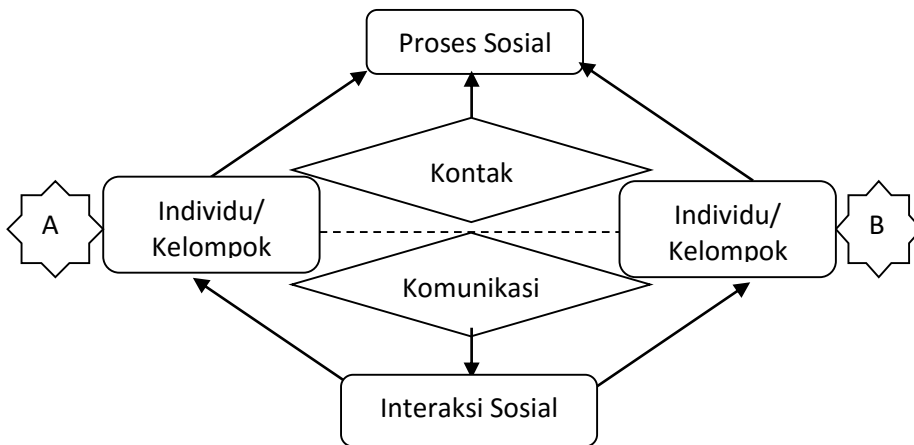 Proses Sosial
Kontak
A
Individu/
Kelompok
Individu/
Kelompok
B
Komunikasi
Interaksi Sosial